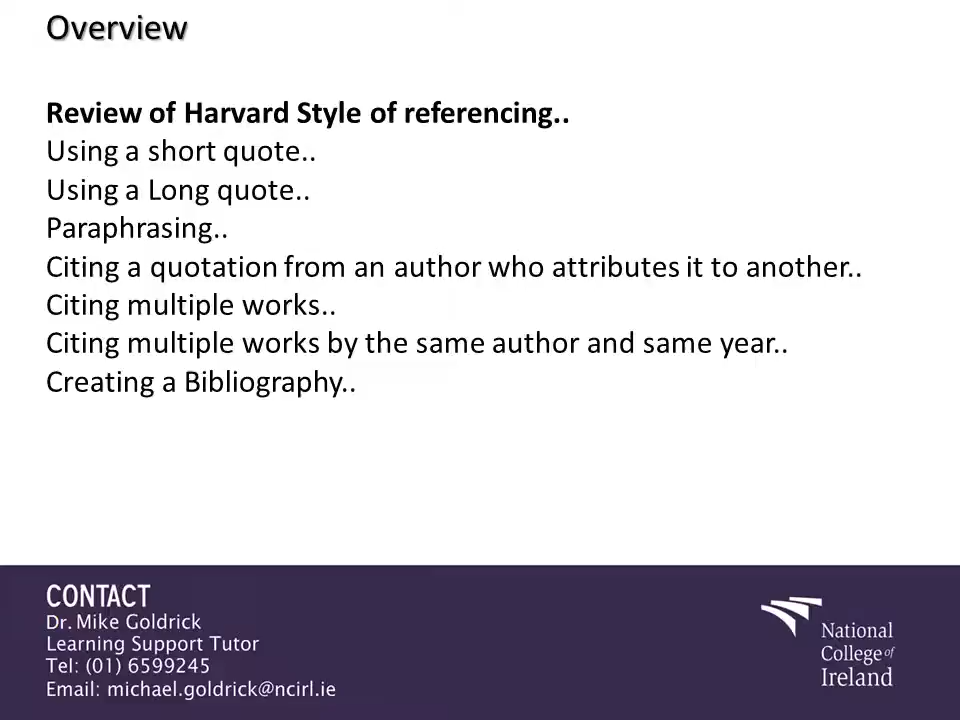 Overview
Review of Harvard Style of referencing..
Using a short quote..
Using a Long quote..
Paraphrasing..
Citing a quotation from an author who attributes it to another..
Citing multiple works..
Citing multiple works by the same author and same year..
Creating a Bibliography..
CONTACT
Dr. Mike Goldrick
Learning Support Tutor
Tel: (01) 6599245
Email: michael.goldrick@ncirl.ie
National
College of
Ireland